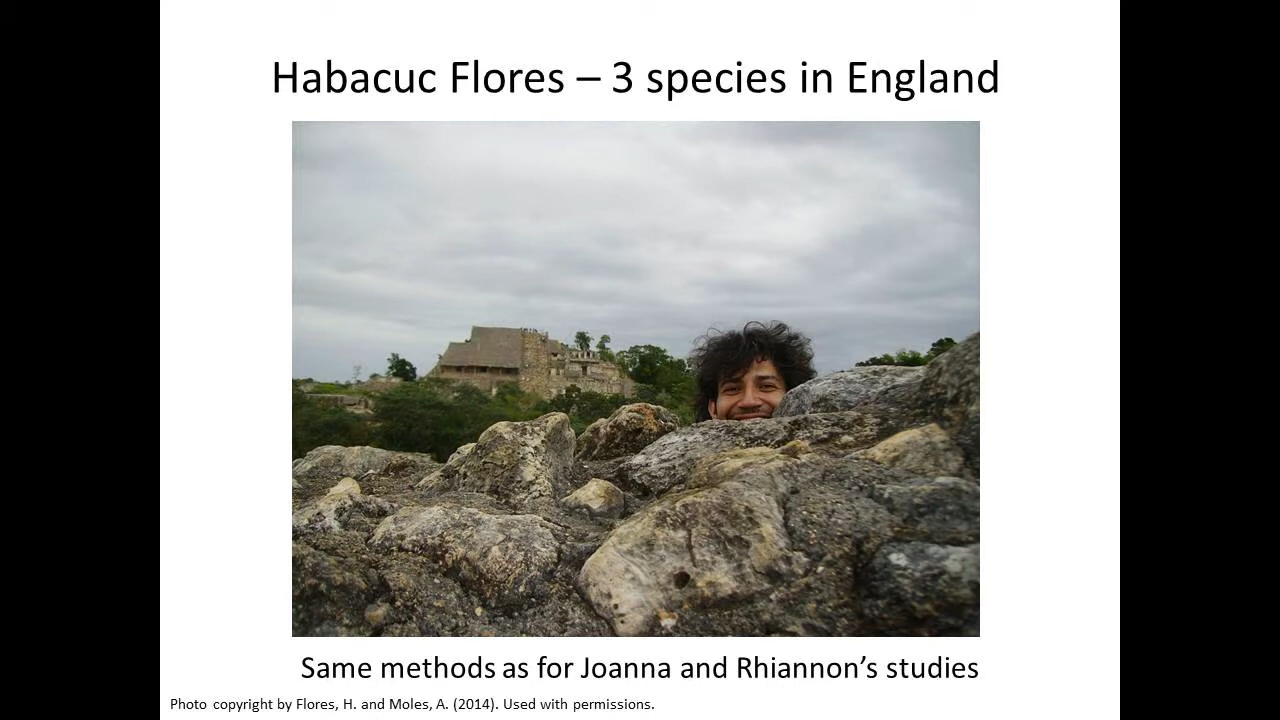 Habacuc Flores – 3 species in England
Same methods as for Joanna and Rhiannon’s studies
Photo copyright by Flores, H. and Moles, A. (2014). Used with permissions.